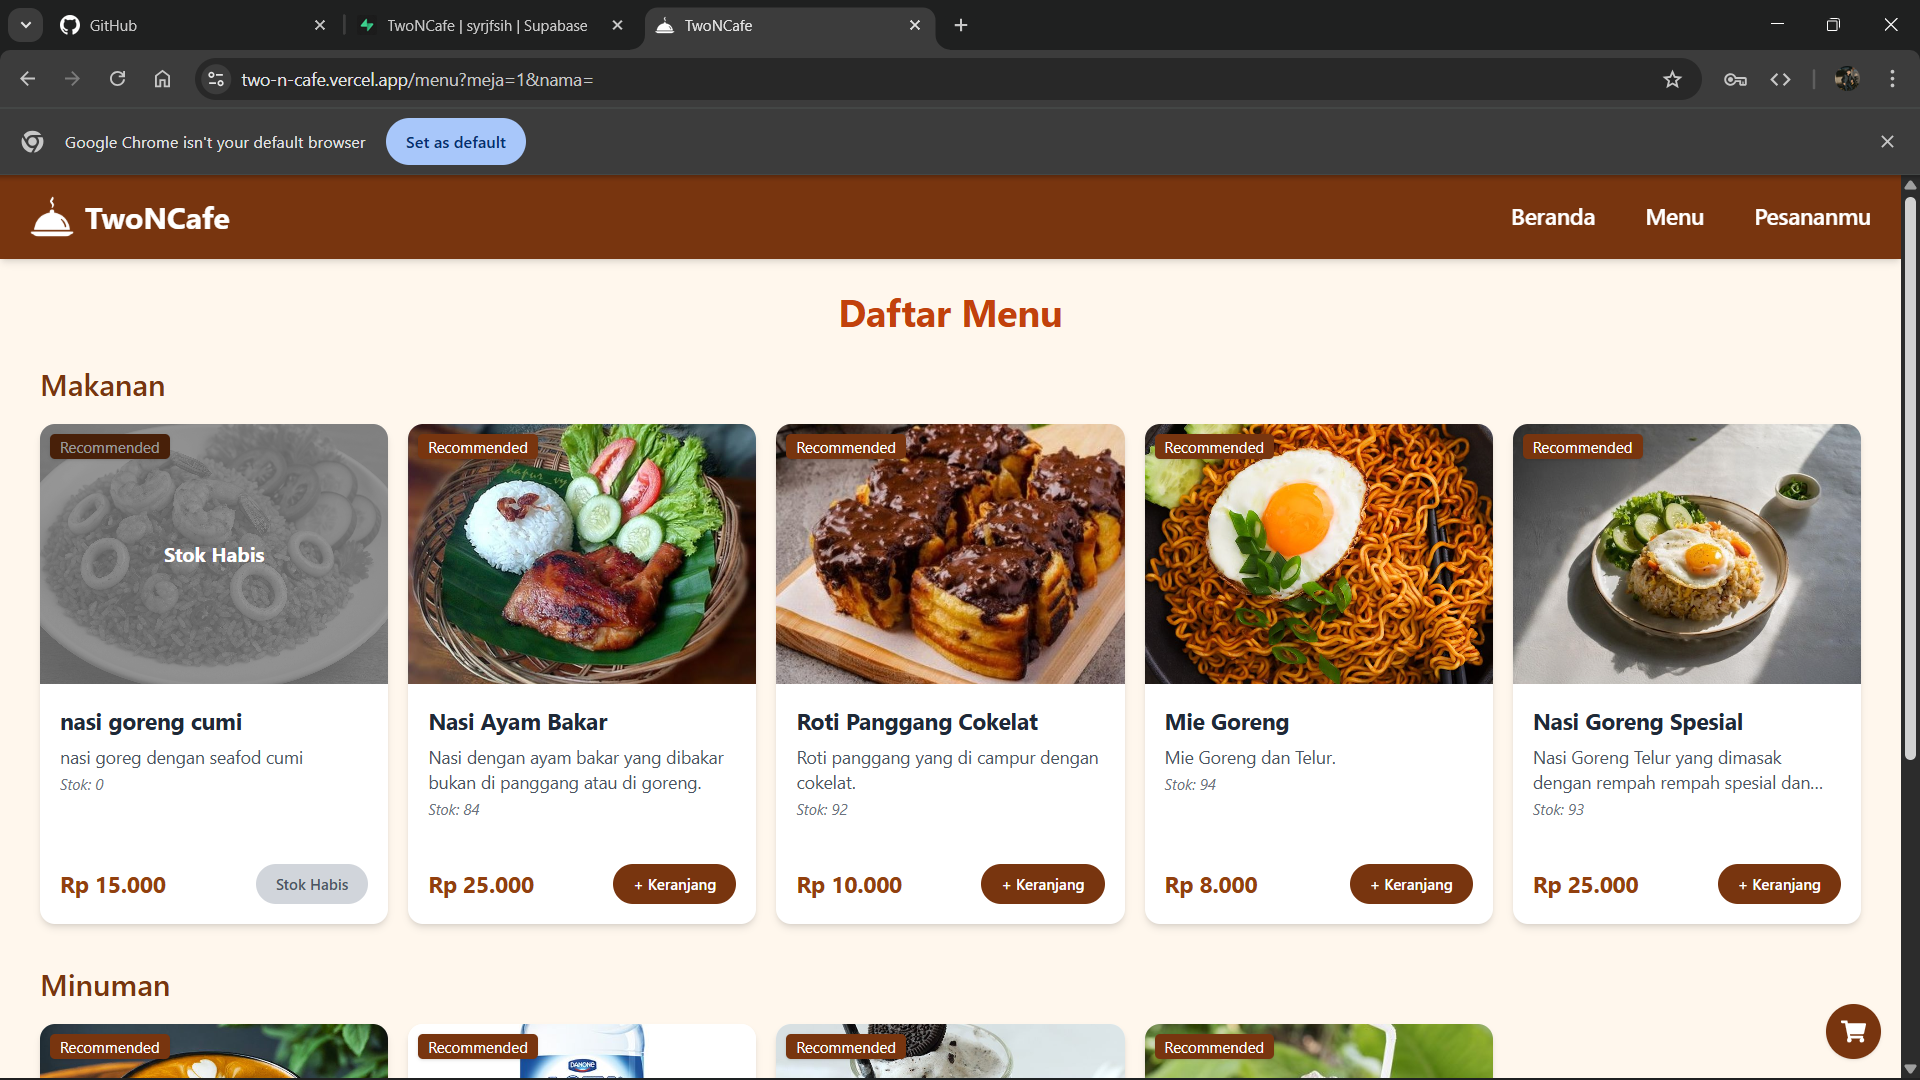 GitHub
TwoNCafe | syrjfsih | Supabase
TwoNCafe
two-n-cafe.vercel.app/menu?meja=1&nama=
Google Chrome isn't your default browser
Set as default
TwoNCafe
Beranda
Menu
Pesananmu
Daftar Menu
Makanan
Recommended
Stok Habis
nasi goreng cumi
nasi goreg dengan seafod cumi
Stok: 0
Rp 15.000
Stok Habis
Recommended
Nasi Ayam Bakar
Nasi dengan ayam bakar yang dibakar
bukan di panggang atau di goreng.
Stok: 84
Rp 25.000
+ Keranjang
Recommended
Roti Panggang Cokelat
Roti panggang yang di campur dengan
cokelat.
Stok: 92
Rp 10.000
+ Keranjang
Recommended
Mie Goreng
Mie Goreng dan Telur.
Stok: 94
Rp 8.000
+ Keranjang
Recommended
Nasi Goreng Spesial
Nasi Goreng Telur yang dimasak
dengan rempah rempah spesial dan...
Stok: 93
Rp 25.000
+ Keranjang
Minuman
Recommended
Recommended
DANONE
Recommended
Recommended